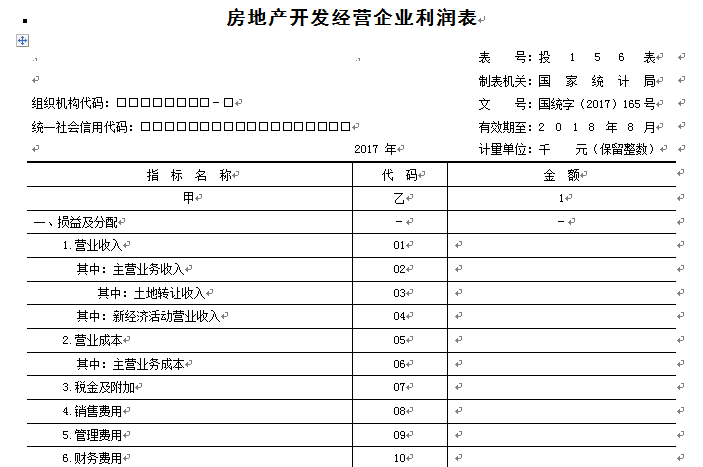 房地产开发经营企业利润表
表　　号：投　1　5　6　表
制表机关：国　家　统　计　局
组织机构代码：□□□□□□□□-□
文　　号：国统字（2017）165号
统一社会信用代码：□□□□□□□□□□□□□□□□□□
有效期至：2　0　1　8　年　8　月
2017 年
计量单位：千　　元（保留整数）
指　标　名　称　代　码　金　额
甲　乙　1
一、损益及分配　－　－
1.营业收入　01
其中：主营业务收入　02
其中：土地转让收入　03
其中：新经济活动营业收入　04
2.营业成本　05
其中：主营业务成本　06
3.税金及附加　07
4.销售费用　08
5.管理费用　09
6.财务费用　10